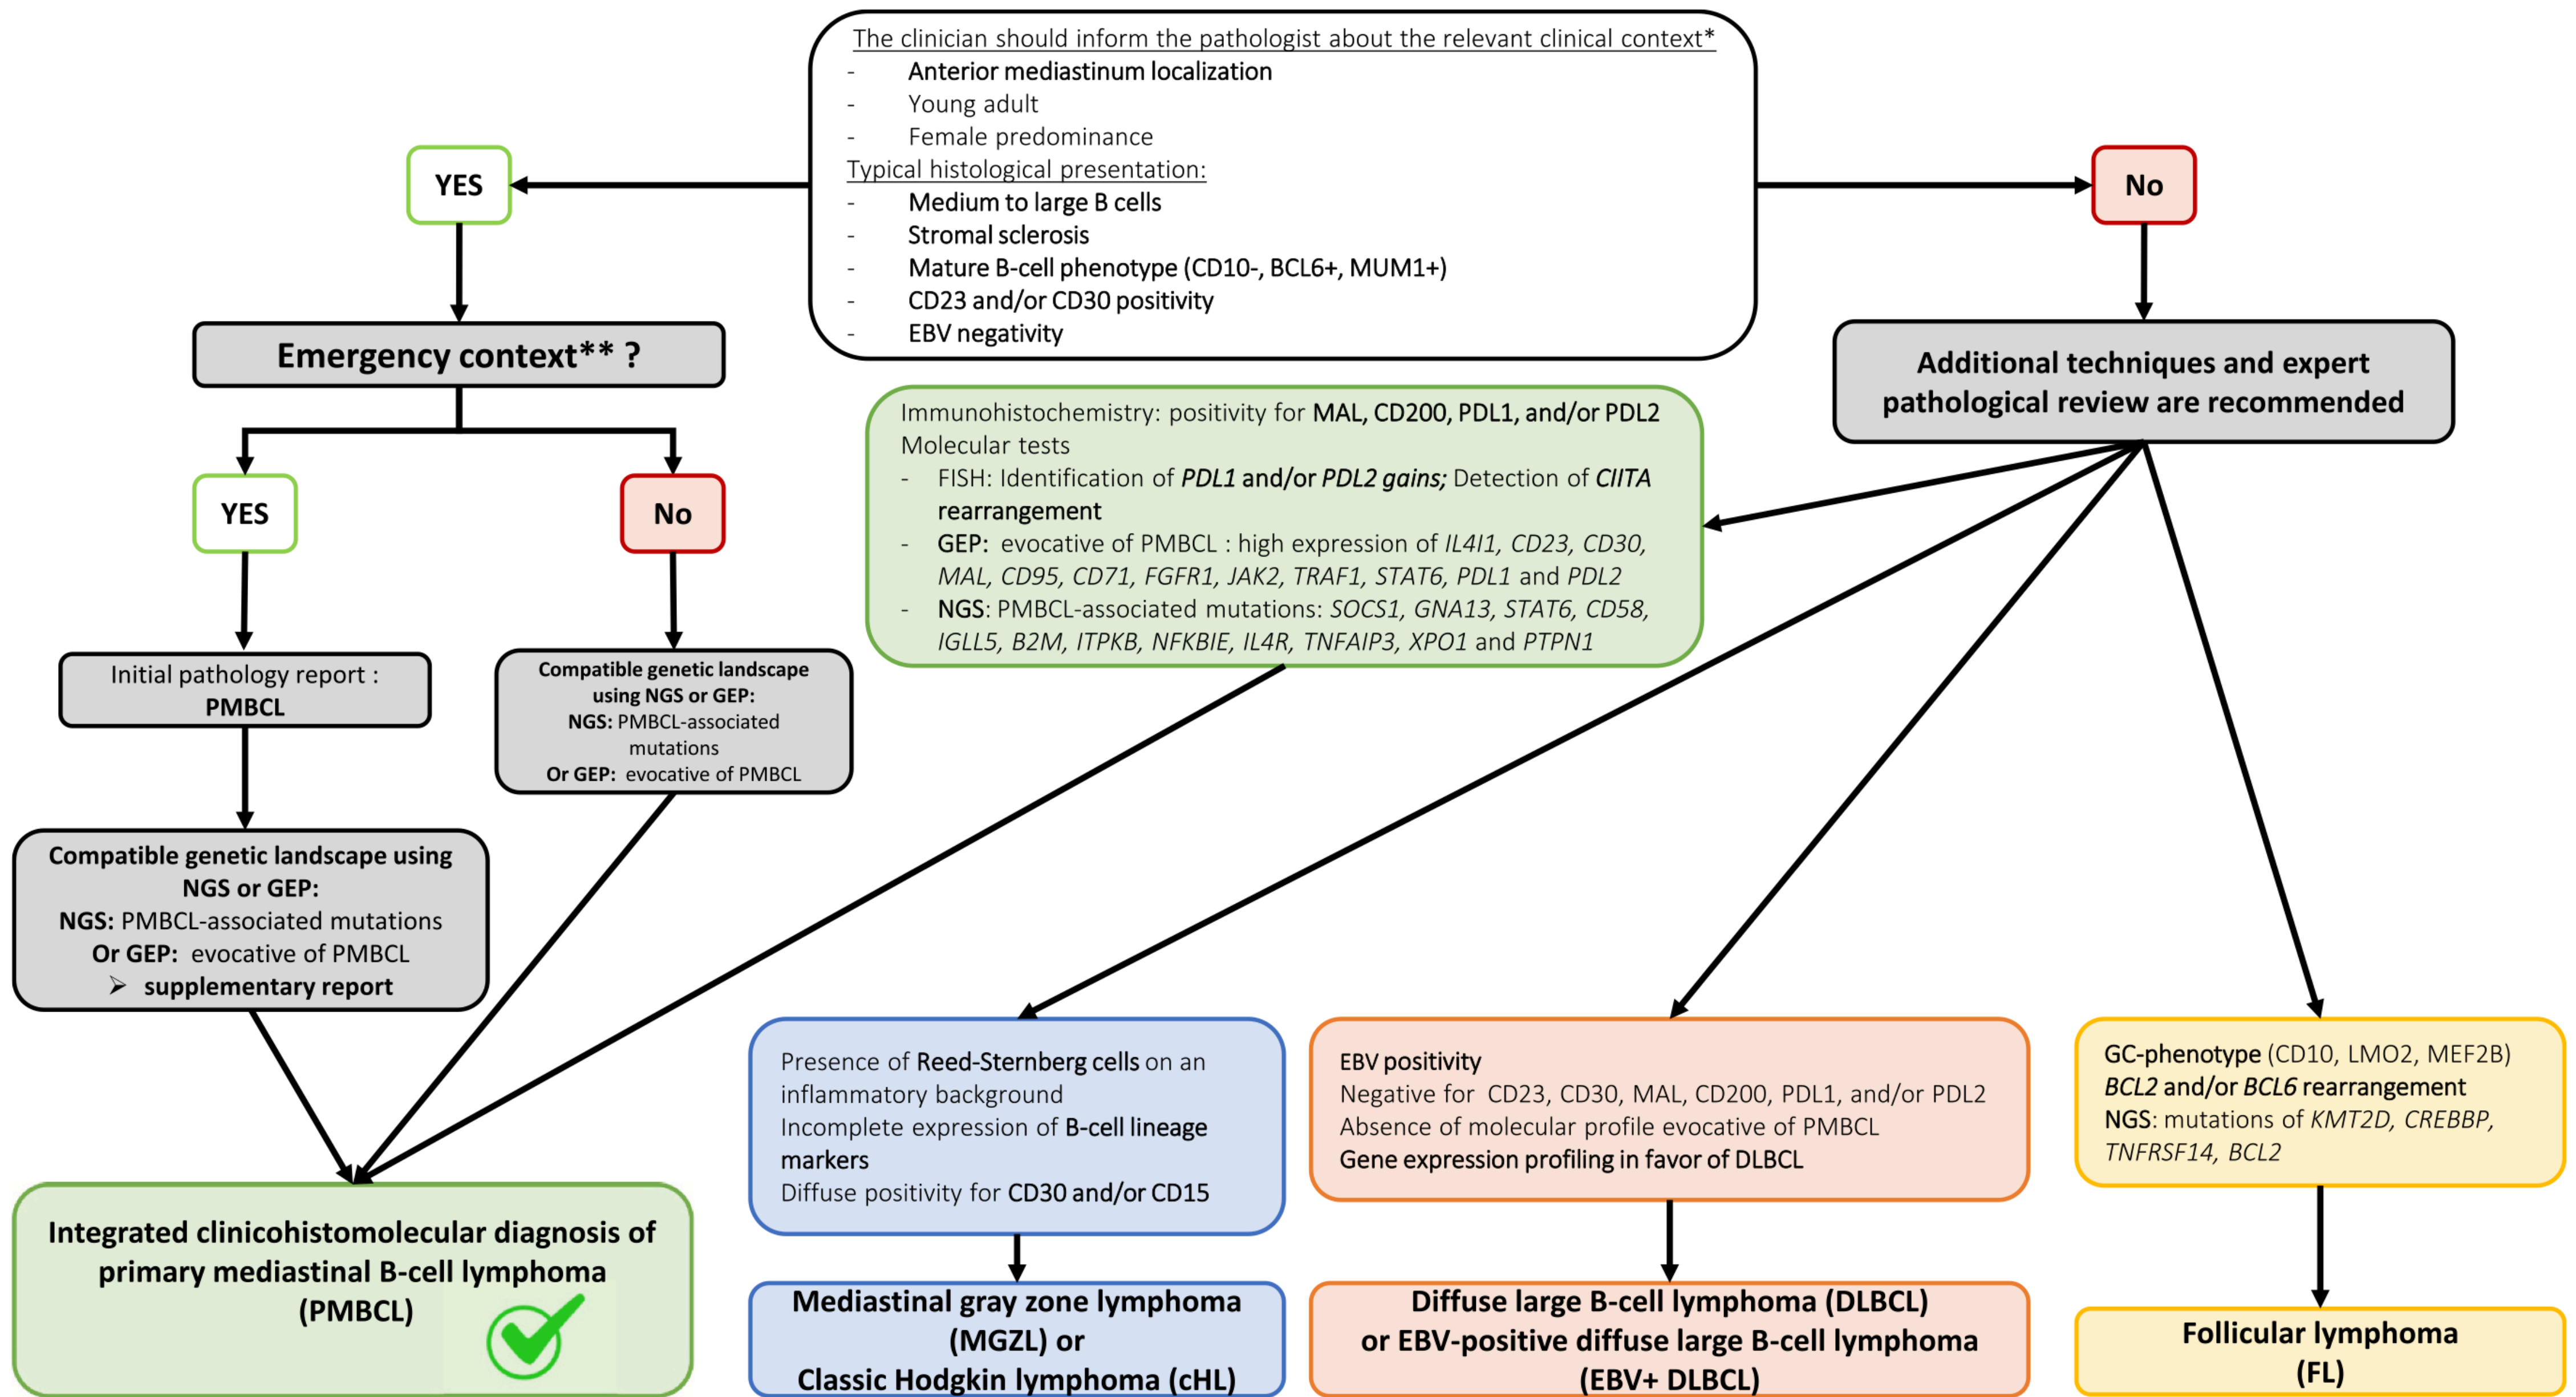 The clinician should inform the pathologist about the relevant clinical context*
- Anterior mediastinum localization
- Young adult
- Female predominance
Typical histological presentation:
- Medium to large B cells
- Stromal sclerosis
- Mature B-cell phenotype (CD10-, BCL6+, MUM1+)
- CD23 and/or CD30 positivity
- EBV negativity
YES
No
Emergency context** ?
Additional techniques and expert
pathological review are recommended
YES
No
Immunohistochemistry: positivity for MAL, CD200, PDL1, and/or PDL2
Molecular tests
- FISH: Identification of PDL1 and/or PDL2 gains; Detection of CIITA
rearrangement
- GEP: evocative of PMBCL : high expression of IL4I1, CD23, CD30,
MAL, CD95, CD71, FGFR1, JAK2, TRAF1, STAT6, PDL1 and PDL2
- NGS: PMBCL-associated mutations: SOCS1, GNA13, STAT6, CD58,
IGLL5, B2M, ITPKB, NFKBIE, IL4R, TNFAIP3, XPO1 and PTPN1
Initial pathology report :
PMBCL
Compatible genetic landscape
using NGS or GEP:
NGS: PMBCL-associated
mutations
Or GEP: evocative of PMBCL
Compatible genetic landscape using
NGS or GEP:
NGS: PMBCL-associated mutations
Or GEP: evocative of PMBCL
➢ supplementary report
Integrated clinicohistomolecular diagnosis of
primary mediastinal B-cell lymphoma
(PMBCL)
Presence of Reed-Sternberg cells on an
inflammatory background
Incomplete expression of B-cell lineage
markers
Diffuse positivity for CD30 and/or CD15
Mediastinal gray zone lymphoma
(MGZL) or
Classic Hodgkin lymphoma (cHL)
EBV positivity
Negative for CD23, CD30, MAL, CD200, PDL1, and/or PDL2
Absence of molecular profile evocative of PMBCL
Gene expression profiling in favor of DLBCL
Diffuse large B-cell lymphoma (DLBCL)
or EBV-positive diffuse large B-cell lymphoma
(EBV+ DLBCL)
GC-phenotype (CD10, LMO2, MEF2B)
BCL2 and/or BCL6 rearrangement
NGS: mutations of KMT2D, CREBBP,
TNFRSF14, BCL2
Follicular lymphoma
(FL)